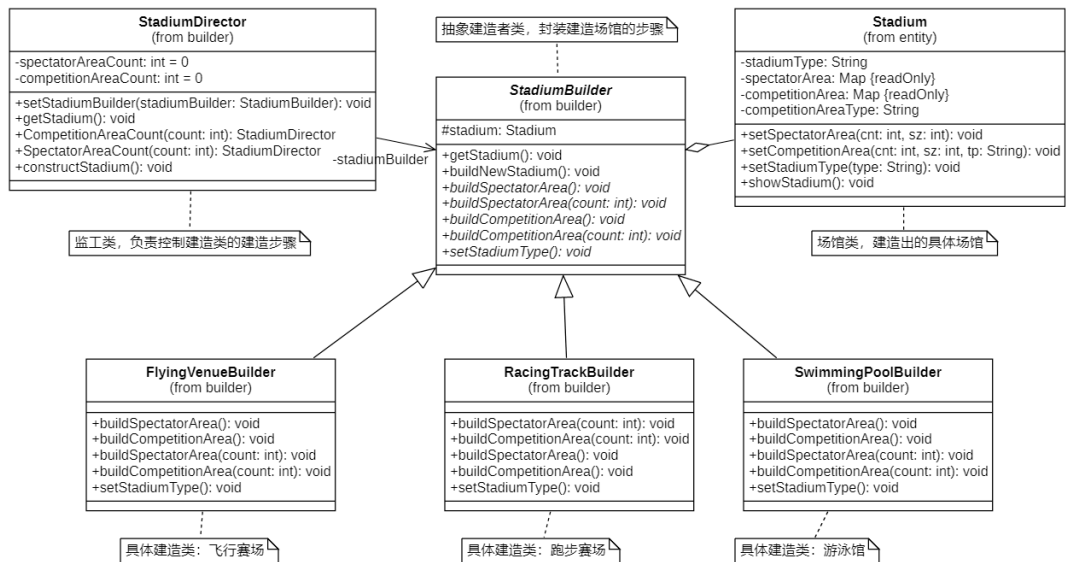 StadiumDirector
(from builder)
-spectatorAreaCount: int = 0
-competitionAreaCount: int = 0
+setStadiumBuilder(stadiumBuilder: StadiumBuilder): void
+getStadium(): void
+CompetitionAreaCount(count: int): StadiumDirector
+SpectatorAreaCount(count: int): StadiumDirector
+constructStadium(): void
监工类，负责控制建造类的建造步骤
-stadiumBuilder
抽象建造者类，封装建造场馆的步骤
StadiumBuilder
(from builder)
#stadium: Stadium
+getStadium(): void
+buildNewStadium(): void
+buildSpectatorArea(): void
+buildSpectatorArea(count: int): void
+buildCompetitionArea(): void
+buildCompetitionArea(count: int): void
+setStadiumType(): void
Stadium
(from entity)
-stadiumType: String
-spectatorArea: Map {readOnly}
-competitionArea: Map {readOnly}
-competitionAreaType: String
+setSpectatorArea(cnt: int, sz: int): void
+setCompetitionArea(cnt: int, sz: int, tp: String): void
+setStadiumType(type: String): void
+showStadium(): void
场馆类，建造出的具体场馆
FlyingVenueBuilder
(from builder)
+buildSpectatorArea(): void
+buildCompetitionArea(): void
+buildSpectatorArea(count: int): void
+buildCompetitionArea(count: int): void
+setStadiumType(): void
具体建造类：飞行赛场
RacingTrackBuilder
(from builder)
+buildSpectatorArea(count: int): void
+buildCompetitionArea(count: int): void
+buildSpectatorArea(): void
+buildCompetitionArea(): void
+setStadiumType(): void
具体建造类：跑步赛场
SwimmingPoolBuilder
(from builder)
+buildSpectatorArea(): void
+buildCompetitionArea(): void
+buildSpectatorArea(count: int): void
+buildCompetitionArea(count: int): void
+setStadiumType(): void
具体建造类：游泳馆